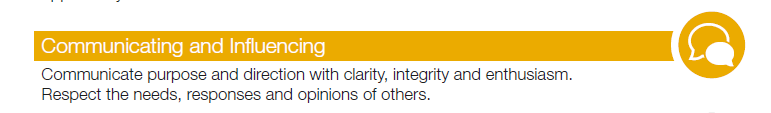 Communicating and Influencing
Communicate purpose and direction with clarity, integrity and enthusiasm.
Respect the needs, responses and opinions of others.